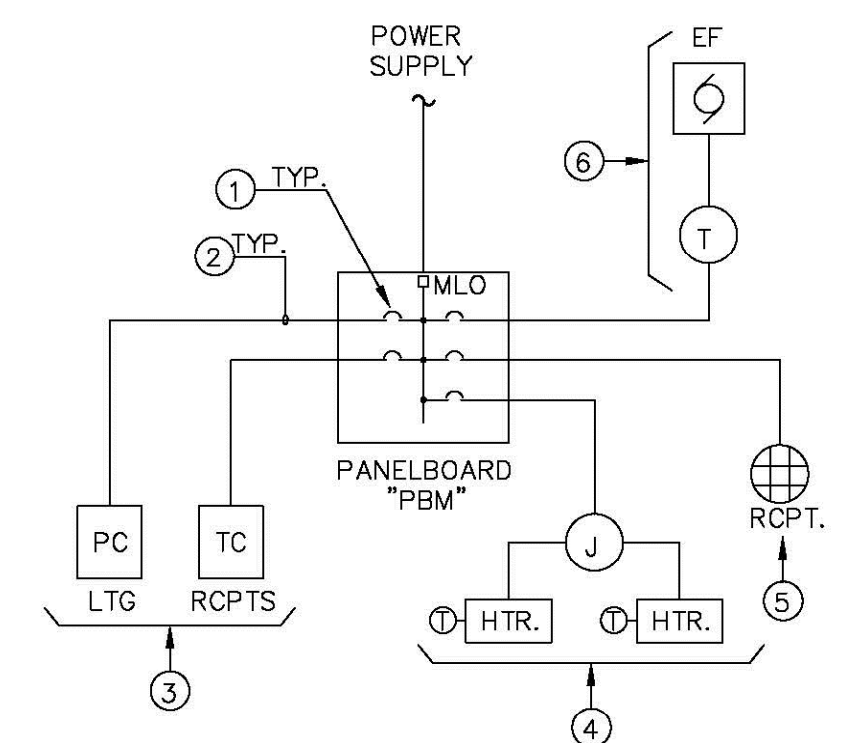 POWER
SUPPLY
EF
6
1
TYP.
T
2
TYP.
MLO
PANELBOARD
"PBM"
PC
TC
LTG
RCPTS
J
RCPT.
T
HTR.
T
HTR.
5
3
4